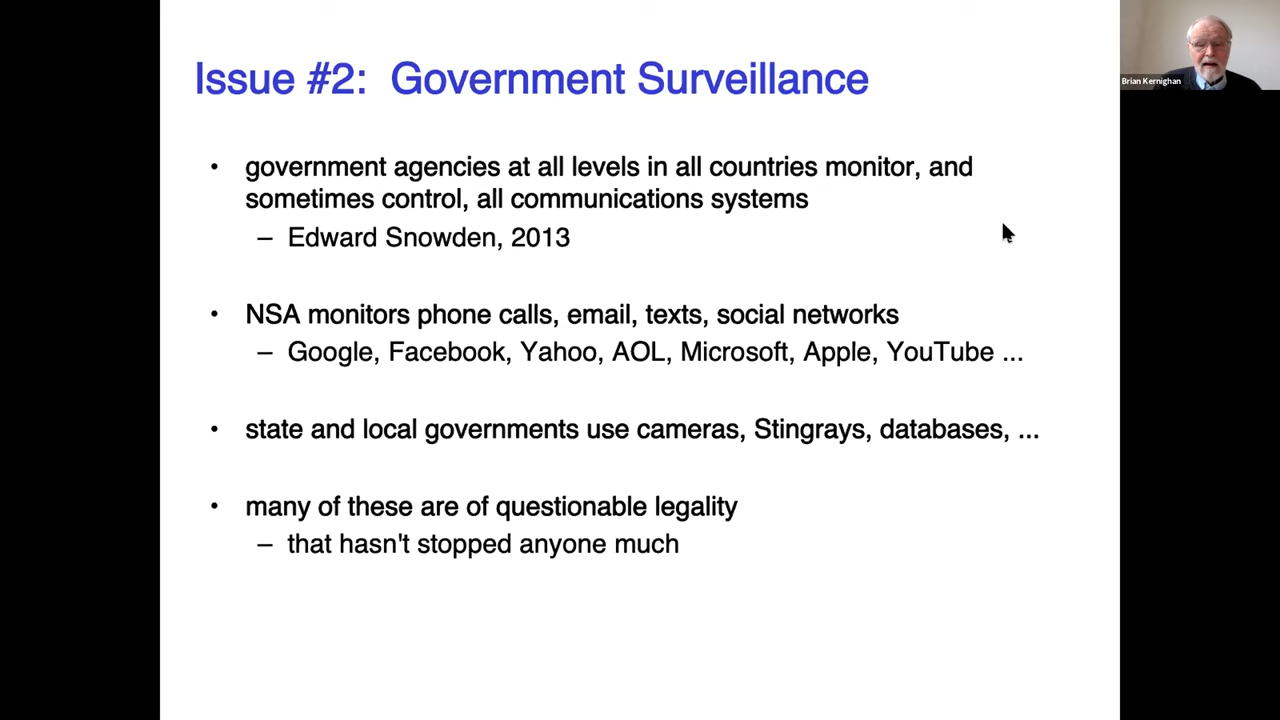 Issue #2: Government Surveillance
• government agencies at all levels in all countries monitor, and
sometimes control, all communications systems
– Edward Snowden, 2013
• NSA monitors phone calls, email, texts, social networks
– Google, Facebook, Yahoo, AOL, Microsoft, Apple, YouTube ...
• state and local governments use cameras, Stingrays, databases, ...
• many of these are of questionable legality
– that hasn't stopped anyone much
Brian Kernighan